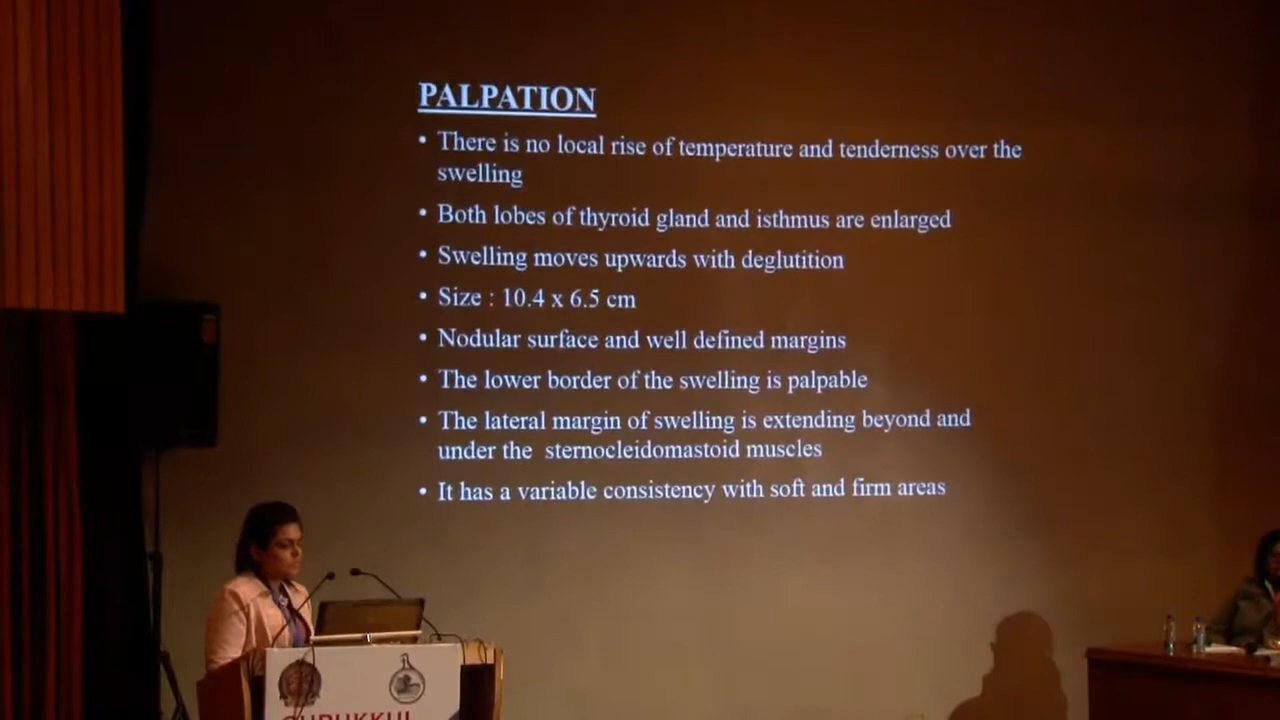 PALPATION
• There is no local rise of temperature and tenderness over the
swelling
• Both lobes of thyroid gland and isthmus are enlarged
• Swelling moves upwards with deglutition
• Size : 10.4 x 6.5 cm
• Nodular surface and well defined margins
• The lower border of the swelling is palpable
• The lateral margin of swelling is extending beyond and
under the sternocleidomastoid muscles
• It has a variable consistency with soft and firm areas
GURUKKUL